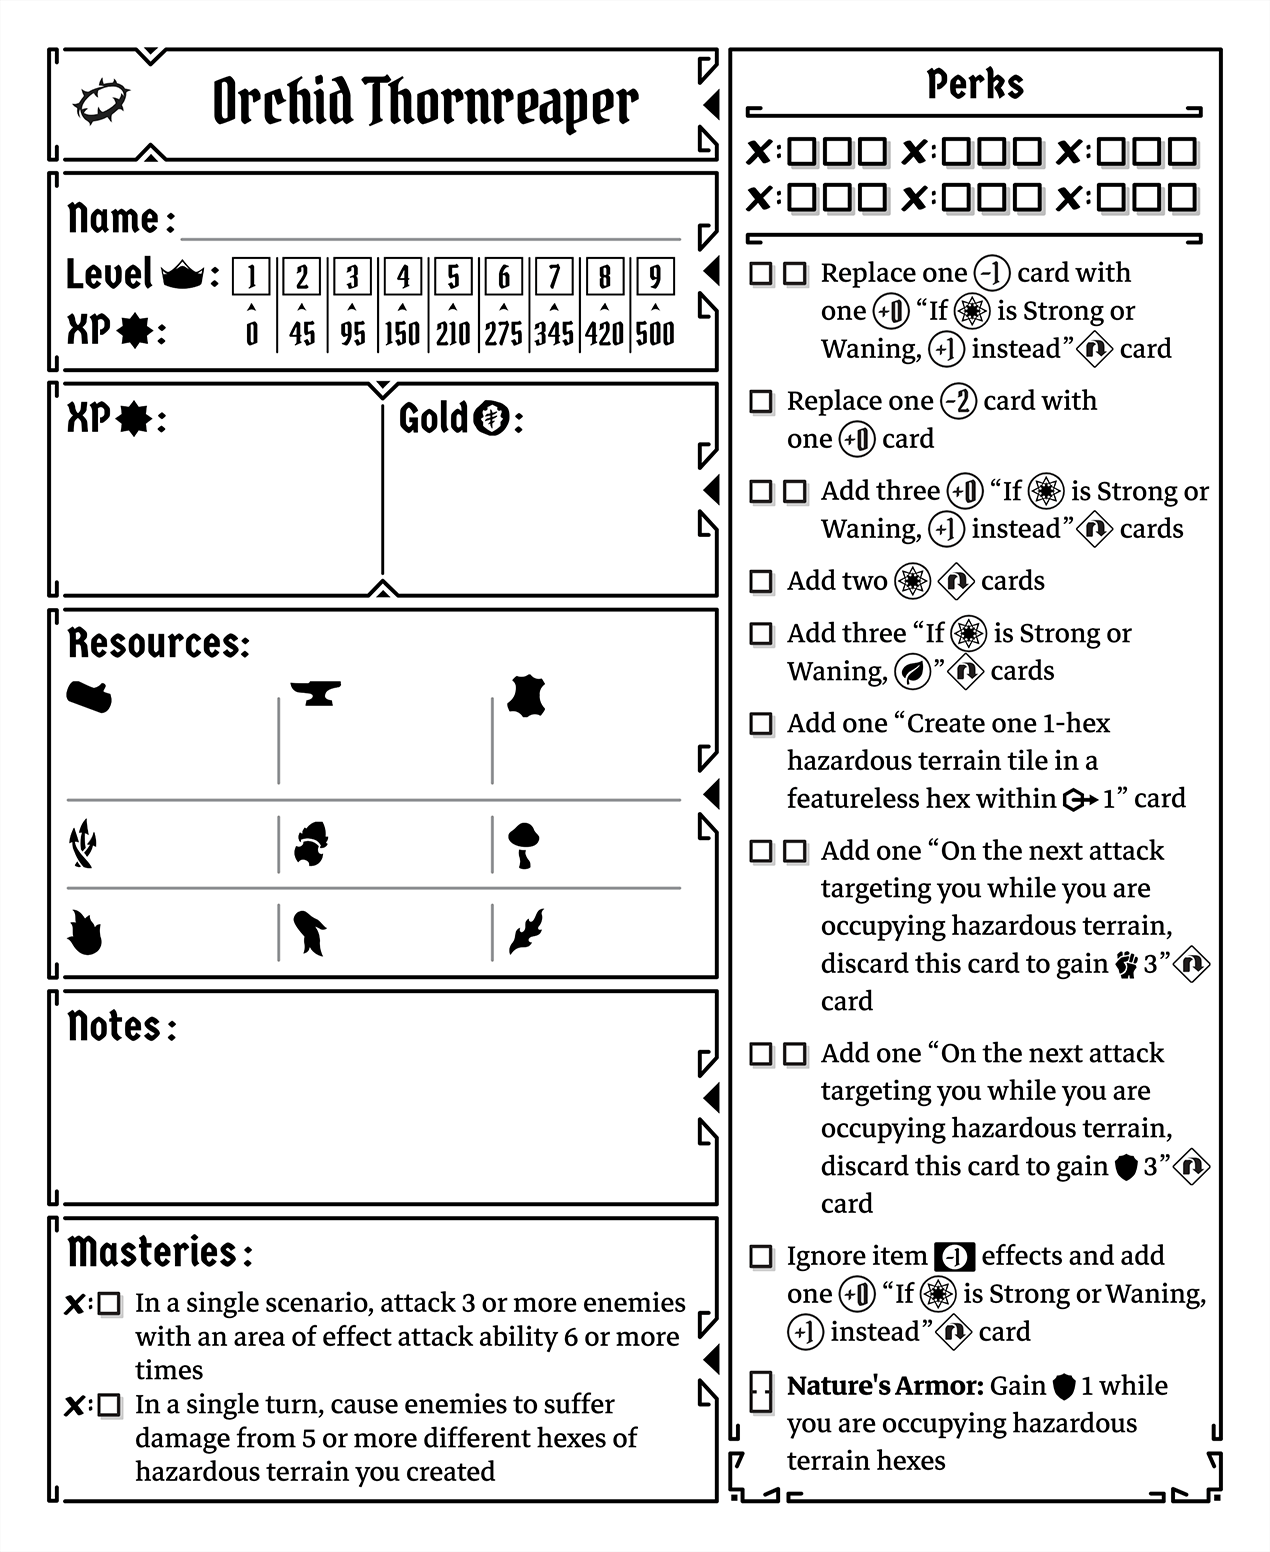 Orchid Thornreaper
Name:
Level :
1 2 3 4 5 6 7 8 9
XP :
0 45 95 150 210 275 345 420 500
XP :
Gold :
Resources:
Notes:
Masteries:
In a single scenario, attack 3 or more enemies
with an area of effect attack ability 6 or more
times
In a single turn, cause enemies to suffer
damage from 5 or more different hexes of
hazardous terrain you created
Perks
Replace one -1 card with
one +0 “If is Strong or
Waning, +1 instead” card
Replace one -2 card with
one +0 card
Add three +0 “If is Strong or
Waning, +1 instead” cards
Add two cards
Add three “If is Strong or
Waning, ” cards
Add one “Create one 1-hex
hazardous terrain tile in a
featureless hex within 1” card
Add one “On the next attack
targeting you while you are
occupying hazardous terrain,
discard this card to gain 3”
card
Add one “On the next attack
targeting you while you are
occupying hazardous terrain,
discard this card to gain 3”
card
Ignore item -1 effects and add
one +0 “If is Strong or Waning,
+1 instead” card
Nature's Armor: Gain 1 while
you are occupying hazardous
terrain hexes